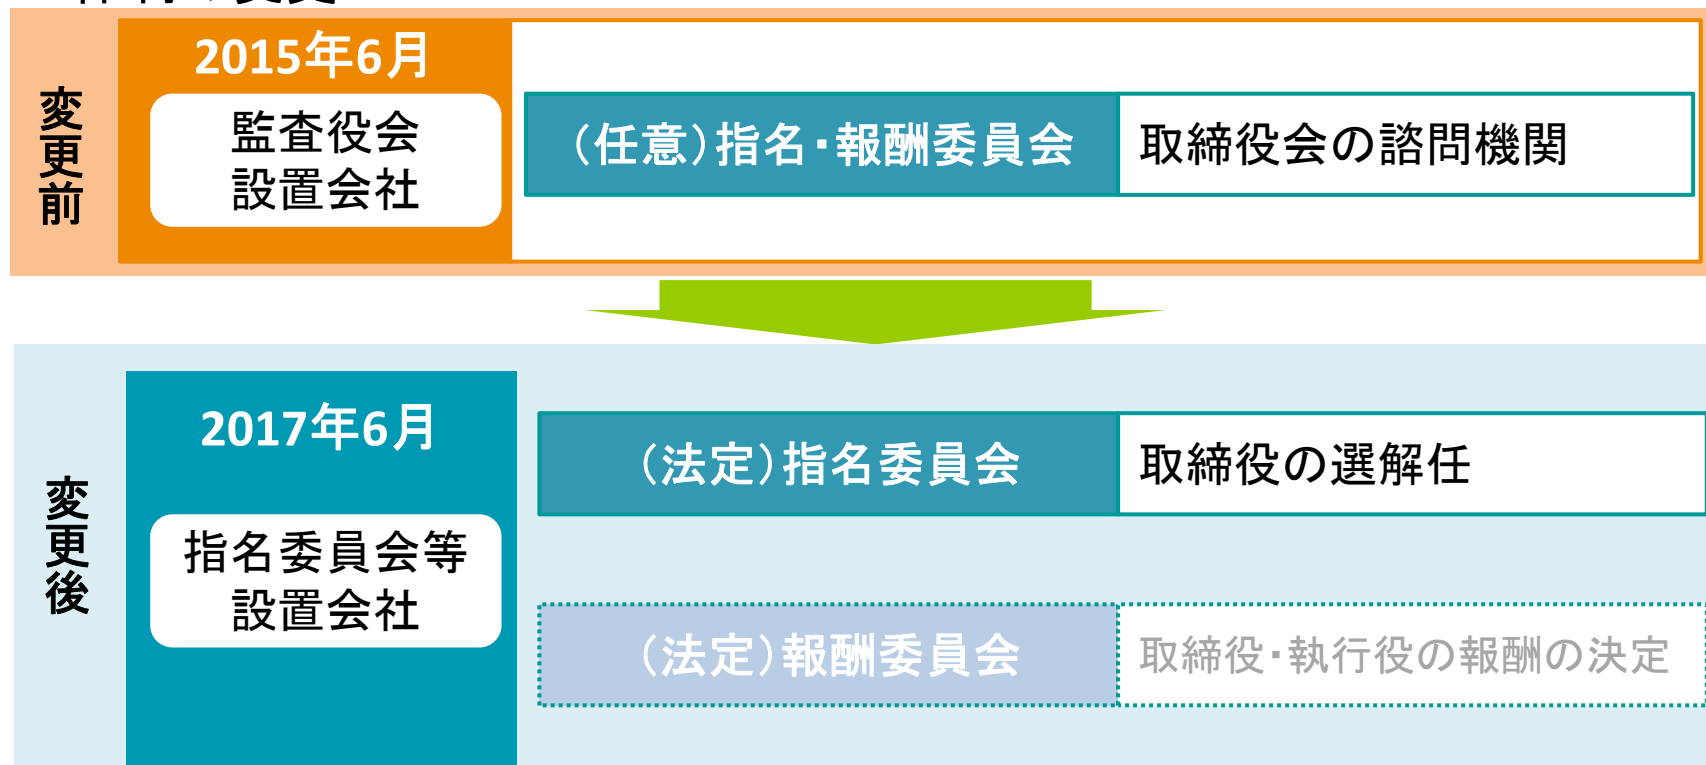 変更前
2015年6月
監査役会
設置会社
（任意）指名・報酬委員会
取締役会の諮問機関
変更後
2017年6月
指名委員会等
設置会社
（法定）指名委員会
取締役の選解任
（法定）報酬委員会
取締役・執行役の報酬の決定